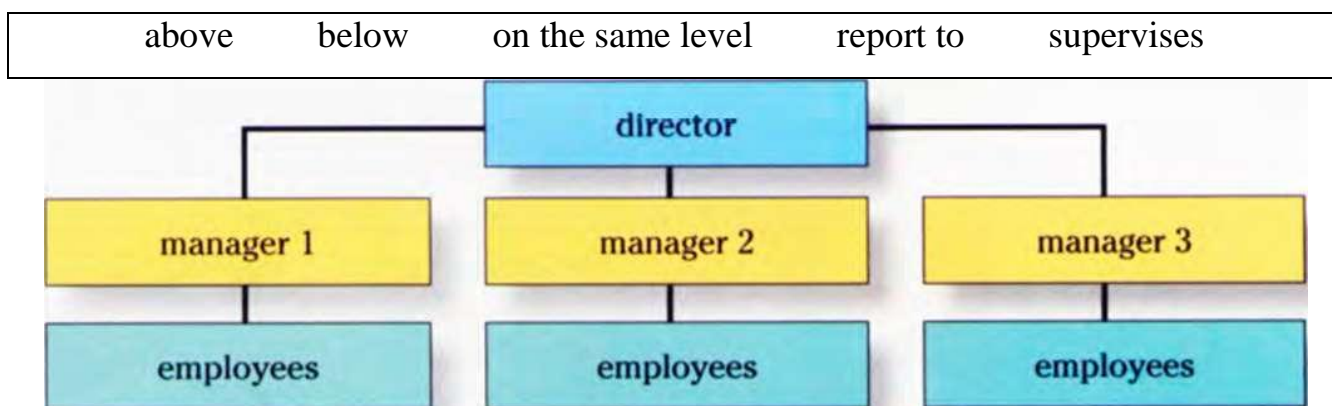 above below on the same level report to supervises
director
manager 1 manager 2 manager 3
employees employees employees